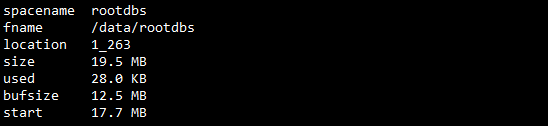 spacename  rootdbs
fname      /data/rootdbs
location   1_263
size       19.5 MB
used       28.0 KB
bufsize    12.5 MB
start      17.7 MB